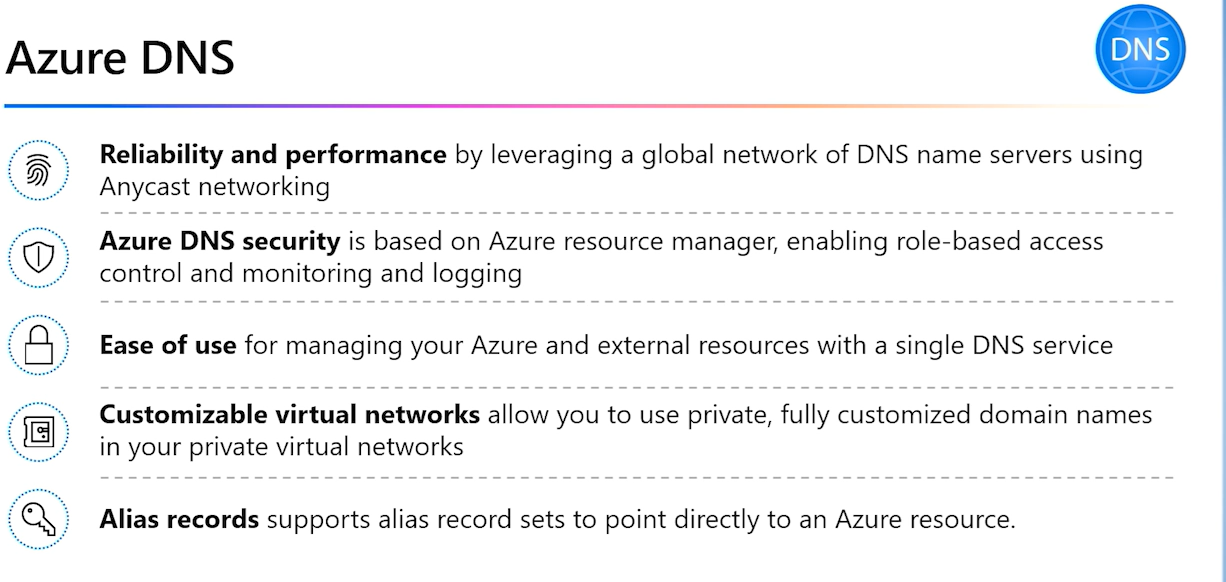 Azure DNS
DNS
Reliability and performance by leveraging a global network of DNS name servers using
Anycast networking
Azure DNS security is based on Azure resource manager, enabling role-based access
control and monitoring and logging
Ease of use for managing your Azure and external resources with a single DNS service
Customizable virtual networks allow you to use private, fully customized domain names
in your private virtual networks
Alias records supports alias record sets to point directly to an Azure resource.